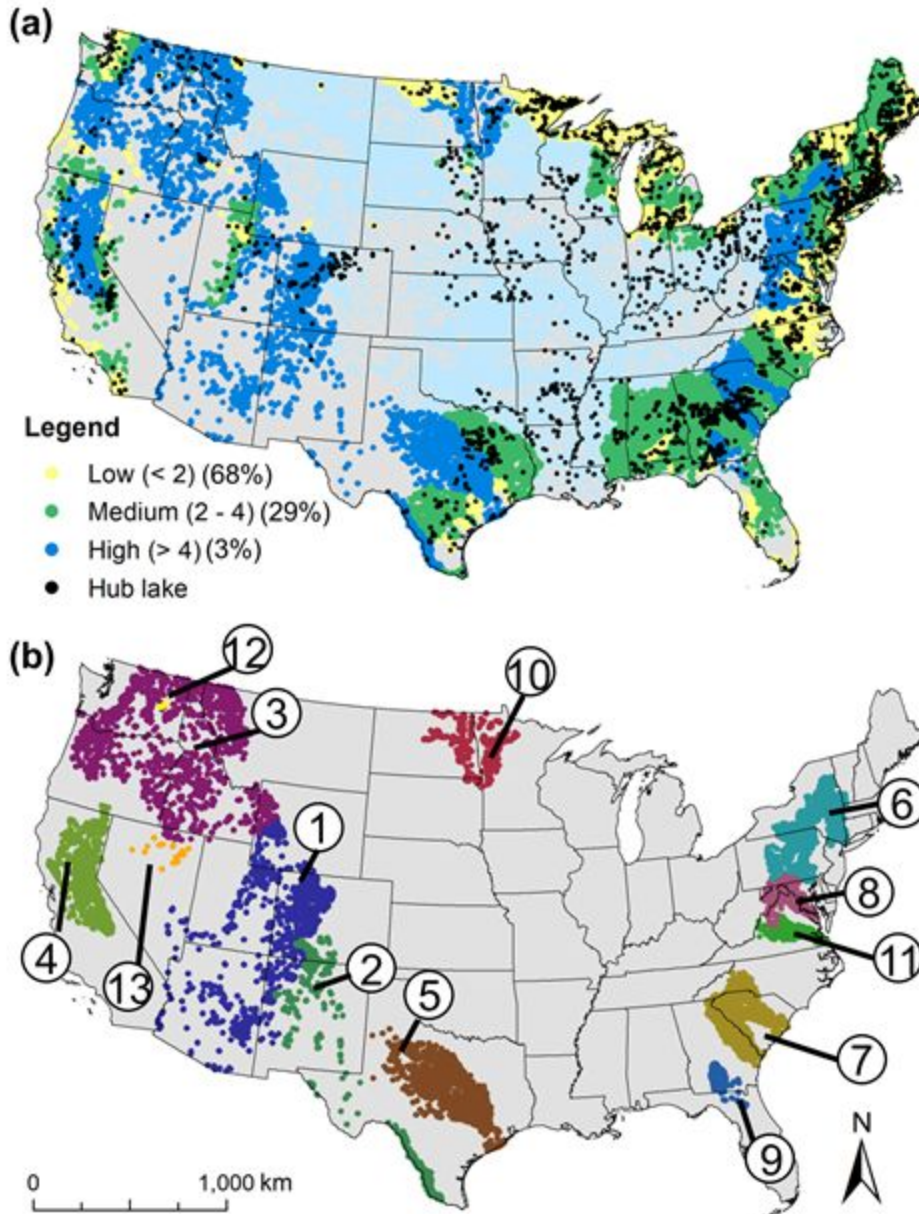 (a)
Legend
Low (< 2) (68%)
Medium (2 - 4) (29%)
High (> 4) (3%)
Hub lake
(b)
12
10
3
1
6
8
4
2
11
13
5
7
N
9
0 1,000 km